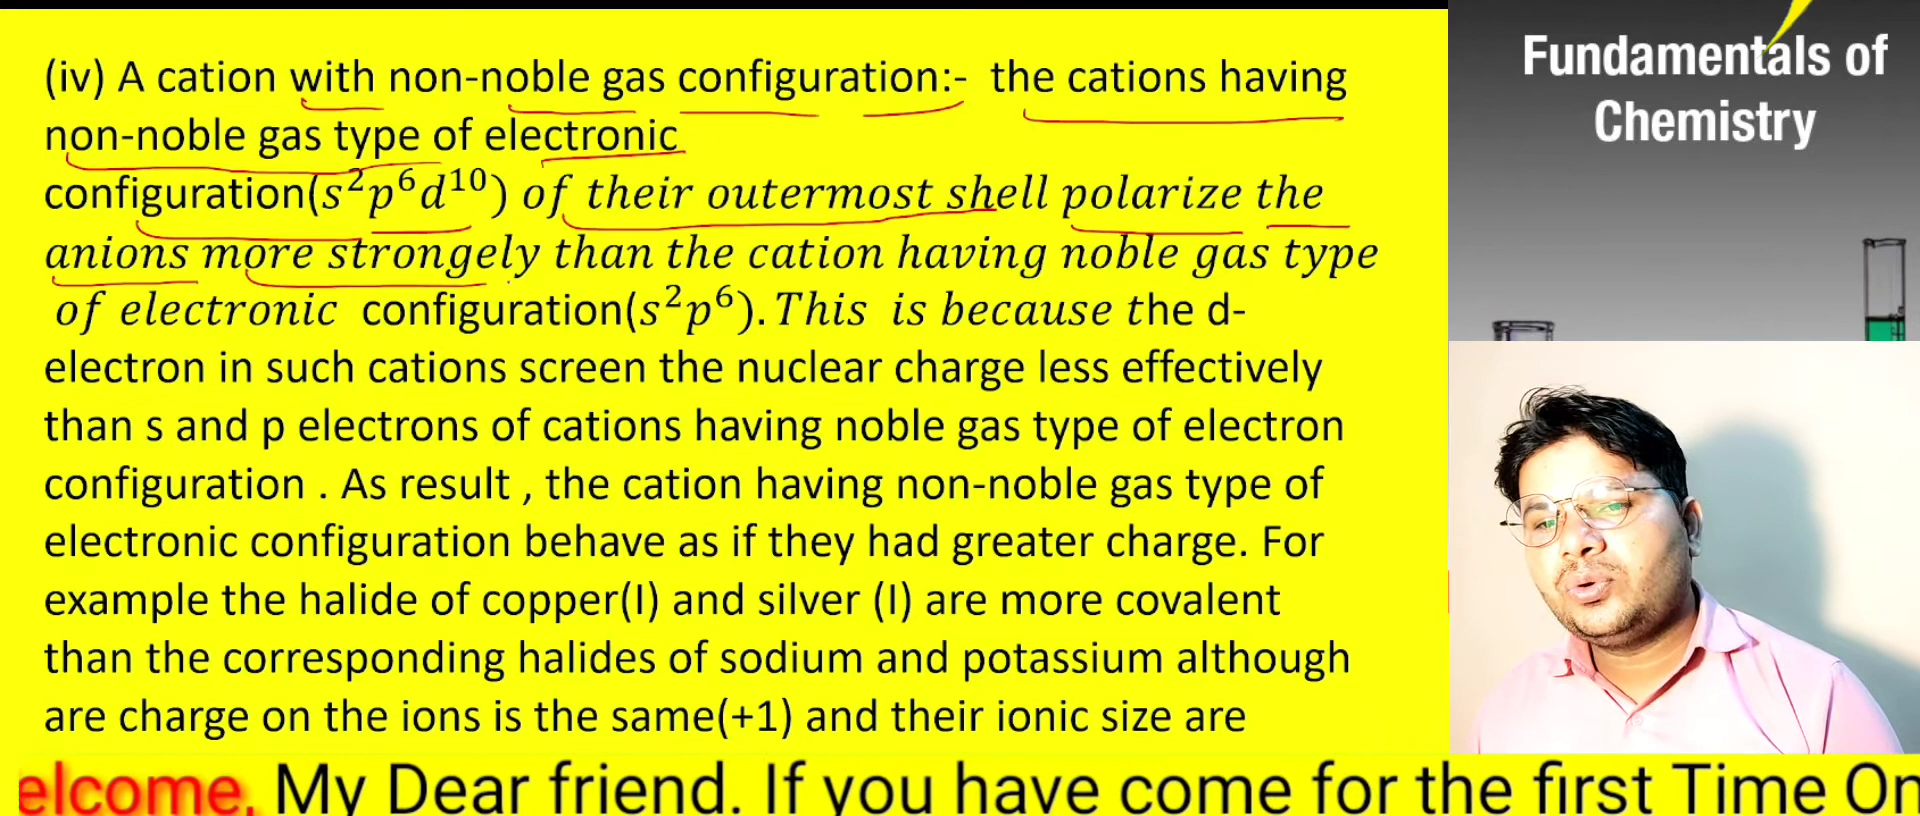 (iv) A cation with non-noble gas configuration:- the cations having
non-noble gas type of electronic
configuration(s²p⁶d¹⁰) of their outermost shell polarize the
anions more strongely than the cation having noble gas type
of electronic configuration(s²p⁶). This is because the d-
electron in such cations screen the nuclear charge less effectively
than s and p electrons of cations having noble gas type of electron
configuration . As result , the cation having non-noble gas type of
electronic configuration behave as if they had greater charge. For
example the halide of copper(I) and silver (I) are more covalent
than the corresponding halides of sodium and potassium although
are charge on the ions is the same(+1) and their ionic size are
Fundamentals of
Chemistry
elcome, My Dear friend. If you have come for the first Time On